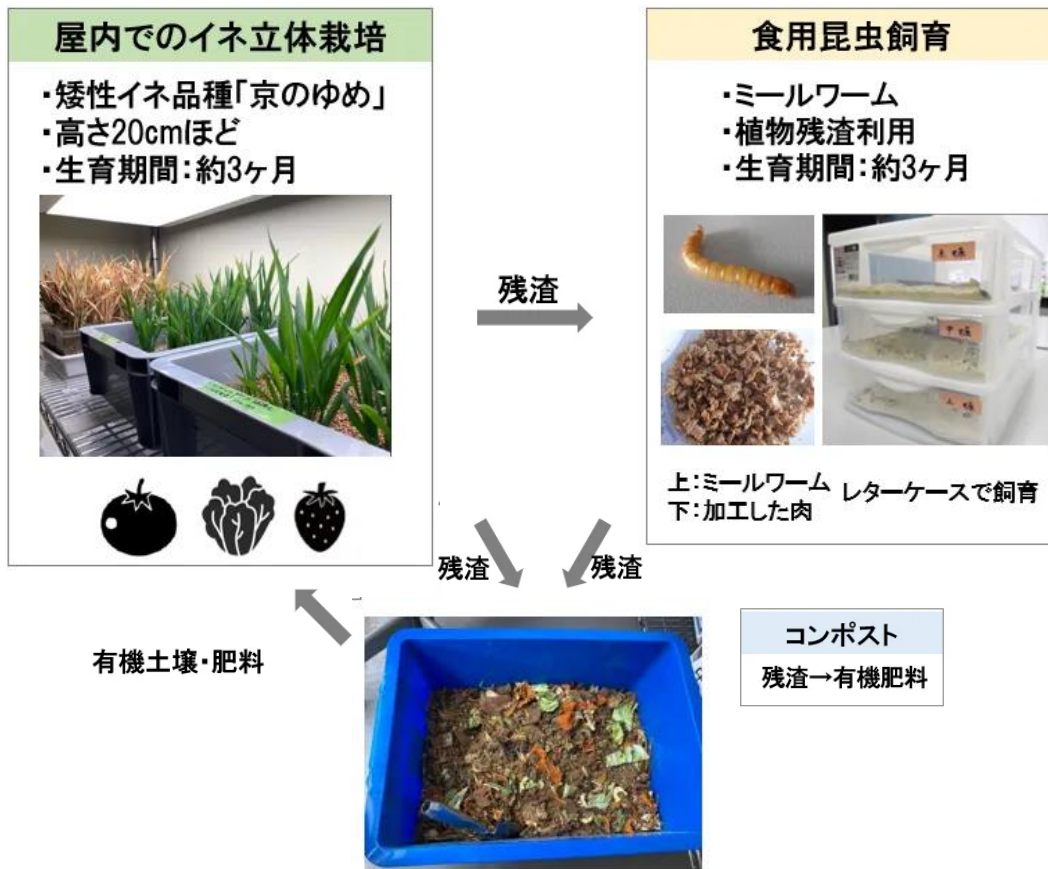 屋内でのイネ立体栽培
・矮性イネ品種「京のゆめ」
・高さ20cmほど
・生育期間：約3ヶ月
食用昆虫飼育
・ミールワーム
・植物残渣利用
・生育期間：約3ヶ月
残渣
上：ミールワーム
下：加工した肉
レターケースで飼育
残渣
残渣
有機土壌・肥料
コンポスト
残渣→有機肥料